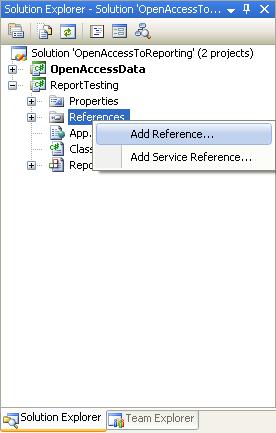 Solution Explorer - Solution 'OpenAccessTo...
Solution 'OpenAccessToReporting' (2 projects)
OpenAccessData
ReportTesting
Properties
References
App.
Add Reference...
Clas
Add Service Reference...
Repo
Solution Explorer
Team Explorer